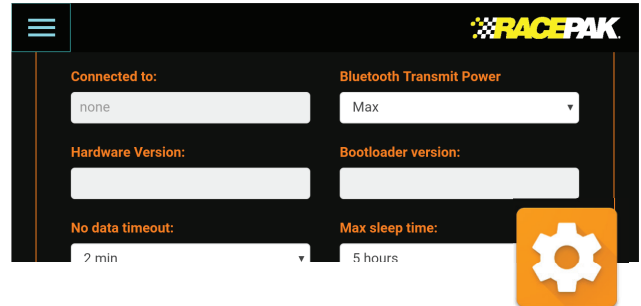 RACEPAK
Connected to:
Bluetooth Transmit Power
none
Max
Hardware Version:
Bootloader version:
No data timeout:
Max sleep time:
2 min
5 hours